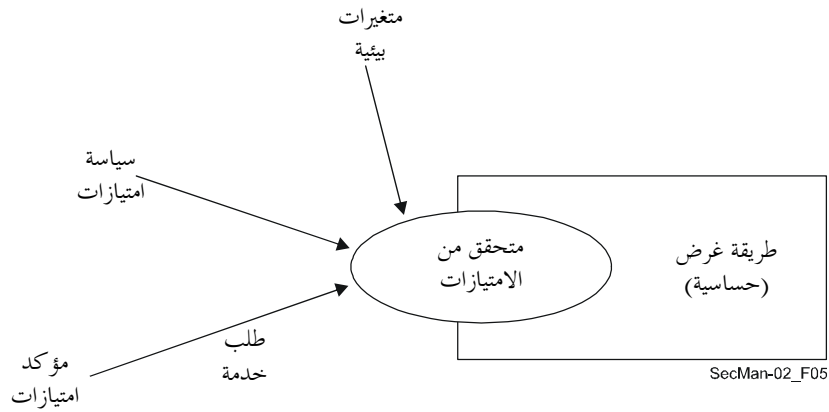 متغيرات
بيئية
سياسة
امتيازات
متحقق من
الامتيازات
طريقة غرض
(حساسية)
طلب
خدمة
مؤكد
امتيازات
SecMan-02_F05